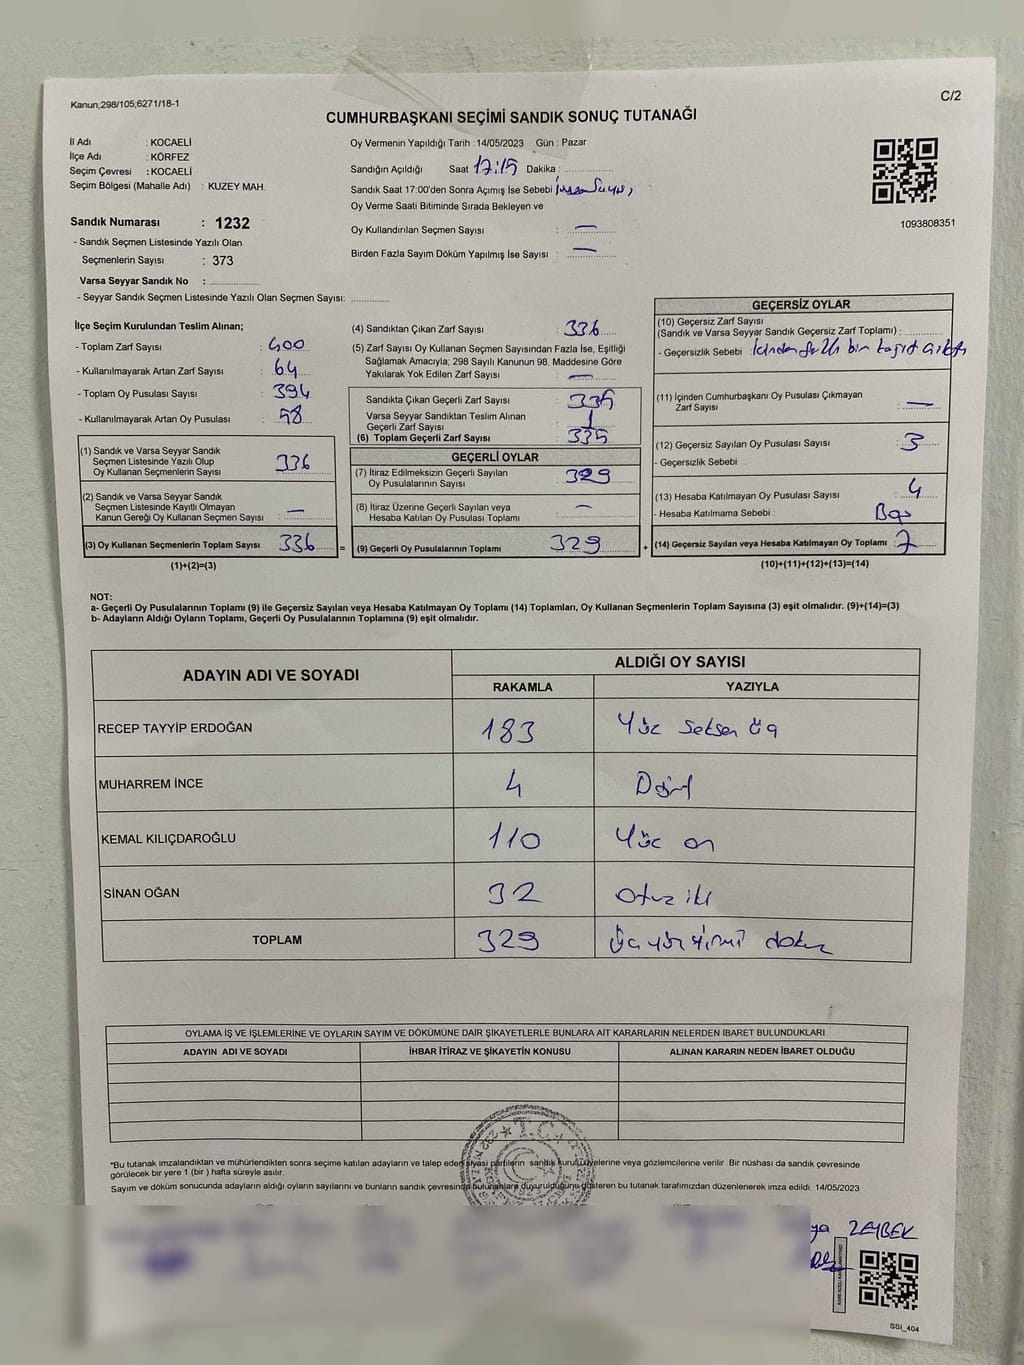 Kanun;298/105;6271/18-1
C/2
CUMHURBAŞKANI SEÇİMİ SANDIK SONUÇ TUTANAĞI
İl Adı : KOCAELİ
İlçe Adı : KÖRFEZ
Seçim Çevresi : KOCAELİ
Seçim Bölgesi (Mahalle Adı) : KUZEY MAH.
Sandık Numarası : 1232
- Sandık Seçmen Listesinde Yazılı Olan
Seçmenlerin Sayısı : 373
Varsa Seyyar Sandık No :
- Seyyar Sandık Seçmen Listesinde Yazılı Olan Seçmen Sayısı:
Oy Vermenin Yapıldığı Tarih : 14/05/2023 Gün : Pazar
Sandığın Açıldığı Saat 17:15 Dakika :
Sandık Saat 17:00'den Sonra Açımış İse Sebebi
Oy Verme Saati Bitiminde Sırada Bekleyen ve
Oy Kullandırılan Seçmen Sayısı : —
Birden Fazla Sayım Döküm Yapılmış İse Sayısı : —
1093808351
İlçe Seçim Kurulundan Teslim Alınan;
- Toplam Zarf Sayısı : 400
- Kullanılmayarak Artan Zarf Sayısı : 64
- Toplam Oy Pusulası Sayısı : 394
- Kullanılmayarak Artan Oy Pusulası : 58
(1) Sandık ve Varsa Seyyar Sandık
Seçmen Listesinde Yazılı Olup
Oy Kullanan Seçmenlerin Sayısı : 336
(2) Sandık ve Varsa Seyyar Sandık
Seçmen Listesinde Kayıtlı Olmayan
Kanun Gereği Oy Kullanan Seçmen Sayısı : —
(3) Oy Kullanan Seçmenlerin Toplam Sayısı : 336
(1)+(2)=(3)
(4) Sandıktan Çıkan Zarf Sayısı : 336
(5) Zarf Sayısı Oy Kullanan Seçmen Sayısından Fazla İse, Eşitliği
Sağlamak Amacıyla; 298 Sayılı Kanunun 98. Maddesine Göre
Yakılarak Yok Edilen Zarf Sayısı : —
Sandıkta Çıkan Geçerli Zarf Sayısı : 335
Varsa Seyyar Sandıktan Teslim Alınan
Geçerli Zarf Sayısı :
(6) Toplam Geçerli Zarf Sayısı : 335
GEÇERLİ OYLAR
(7) İtiraz Edilmeksizin Geçerli Sayılan
Oy Pusulalarının Sayısı : 329
(8) İtiraz Üzerine Geçerli Sayılan veya
Hesaba Katılan Oy Pusulası Toplamı : —
= (9) Geçerli Oy Pusulalarının Toplamı : 329
GEÇERSİZ OYLAR
(10) Geçersiz Zarf Sayısı
(Sandık ve Varsa Seyyar Sandık Geçersiz Zarf Toplamı) :
- Geçersizlik Sebebi : bir kağıt çıktı
(11) İçinden Cumhurbaşkanı Oy Pusulası Çıkmayan
Zarf Sayısı : —
(12) Geçersiz Sayılan Oy Pusulası Sayısı : 3
- Geçersizlik Sebebi :
(13) Hesaba Katılmayan Oy Pusulası Sayısı : 4
- Hesaba Katılmama Sebebi : Boş
+ (14) Geçersiz Sayılan veya Hesaba Katılmayan Oy Toplamı : 7
(10)+(11)+(12)+(13)=(14)
NOT:
a- Geçerli Oy Pusulalarının Toplamı (9) ile Geçersiz Sayılan veya Hesaba Katılmayan Oy Toplamı (14) Toplamları, Oy Kullanan Seçmenlerin Toplam Sayısına (3) eşit olmalıdır. (9)+(14)=(3)
b- Adayların Aldığı Oyların Toplamı, Geçerli Oy Pusulalarının Toplamına (9) eşit olmalıdır.
ADAYIN ADI VE SOYADI ALDIĞI OY SAYISI
RAKAMLA YAZIYLA
RECEP TAYYİP ERDOĞAN 183 Yüz Seksen üç
MUHARREM İNCE 4 Dört
KEMAL KILIÇDAROĞLU 110 Yüz on
SİNAN OĞAN 32 otuz iki
TOPLAM 329 üç yüz yirmi dokuz
OYLAMA İŞ VE İŞLEMLERİNE VE OYLARIN SAYIM VE DÖKÜMÜNE DAİR ŞİKAYETLERLE BUNLARA AİT KARARLARIN NELERDEN İBARET BULUNDUKLARI
ADAYIN ADI VE SOYADI İHBAR İTİRAZ VE ŞİKAYETİN KONUSU ALINAN KARARIN NEDEN İBARET OLDUĞU
T.C.
*Bu tutanak imzalandıktan ve mühürlendikten sonra seçime katılan adayların ve talep eden siyasi partilerin sandık kurulu üyelerine veya gözlemcilerine verilir. Bir nüshası da sandık çevresinde
görülecek bir yere 1 (bir ) hafta süreyle asılır.
Sayım ve döküm sonucunda adayların aldığı oyların sayılarını ve bunların sandık çevresinde bulunanlara duyurulduğunu gösteren bu tutanak tarafımızdan düzenlenerek imza edildi. 14/05/2023
ya ZEYBEK
SSI_404